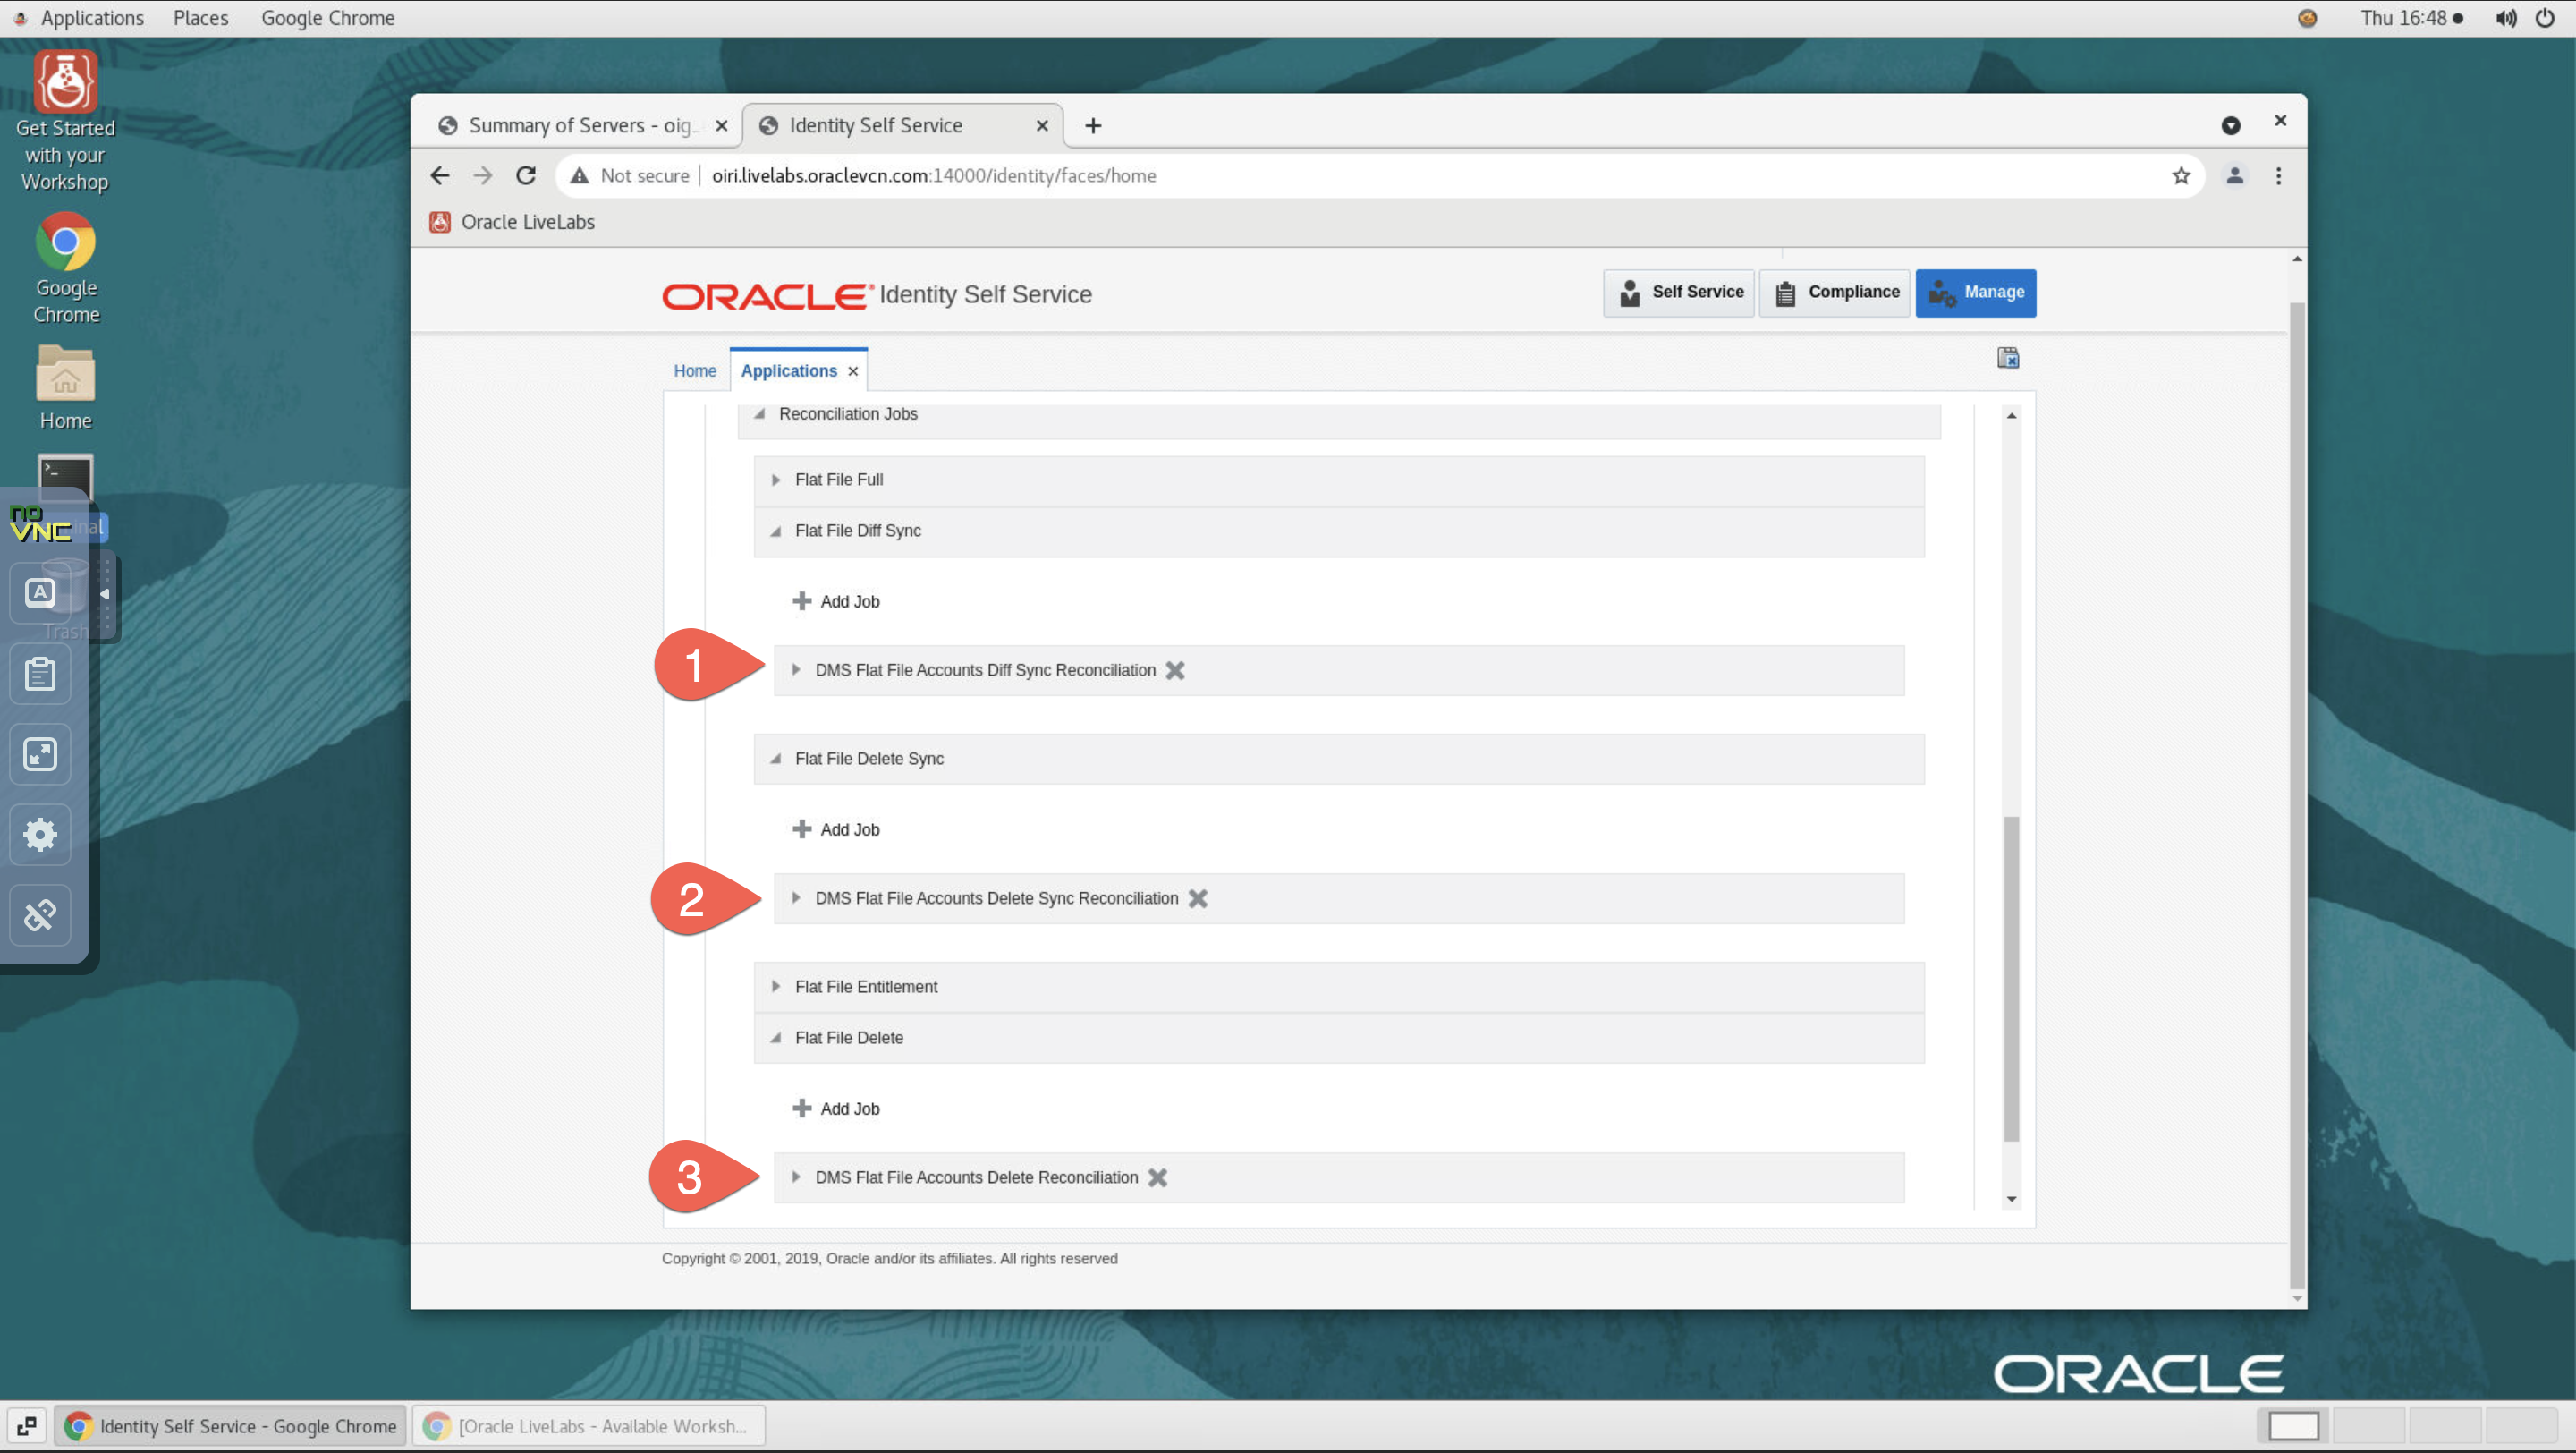 Applications Places Google Chrome Thu 16:48
Get Started
with your
Workshop
Google
Chrome
Home
no
VNC
Trash
Summary of Servers - oig_
Identity Self Service
Not secure oiri.livelabs.oraclevcn.com:14000/identity/faces/home
Oracle LiveLabs
ORACLE Identity Self Service
Self Service
Compliance
Manage
Home
Applications
Reconciliation Jobs
Flat File Full
Flat File Diff Sync
Add Job
1
DMS Flat File Accounts Diff Sync Reconciliation
Flat File Delete Sync
Add Job
2
DMS Flat File Accounts Delete Sync Reconciliation
Flat File Entitlement
Flat File Delete
Add Job
3
DMS Flat File Accounts Delete Reconciliation
Copyright © 2001, 2019, Oracle and/or its affiliates. All rights reserved
ORACLE
Identity Self Service - Google Chrome
[Oracle LiveLabs - Available Worksh...